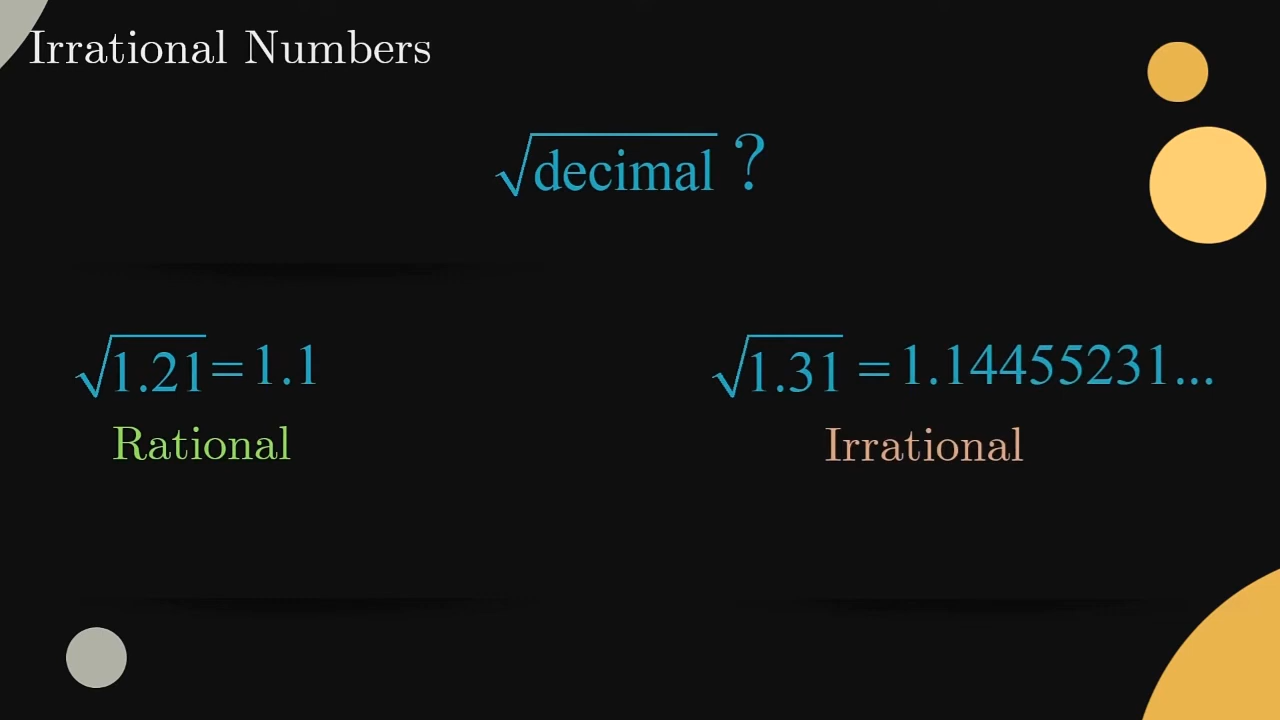 Irrational Numbers
√decimal ?
√1.21 = 1.1
√1.31 = 1.14455231...
Rational
Irrational